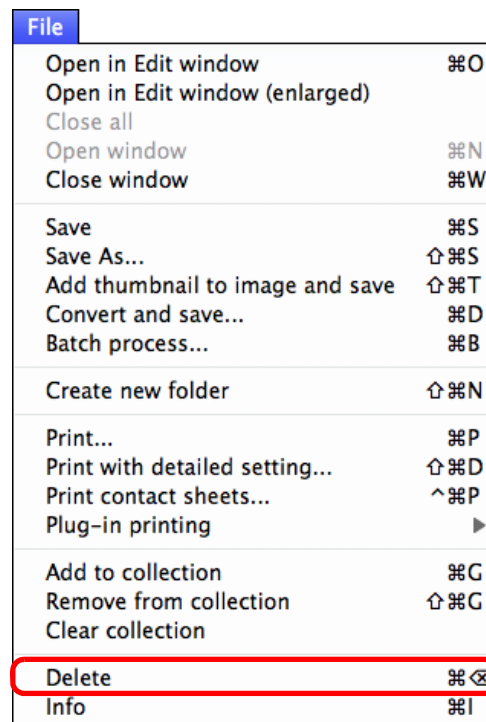 File
Open in Edit window ⌘O
Open in Edit window (enlarged)
Close all
Open window ⌘N
Close window ⌘W
Save ⌘S
Save As... ⇧⌘S
Add thumbnail to image and save ⇧⌘T
Convert and save... ⌘D
Batch process... ⌘B
Create new folder ⇧⌘N
Print... ⌘P
Print with detailed setting... ⇧⌘D
Print contact sheets... ^⌘P
Plug-in printing ▶
Add to collection ⌘G
Remove from collection ⇧⌘G
Clear collection
Delete ⌘⌫
Info ⌘I